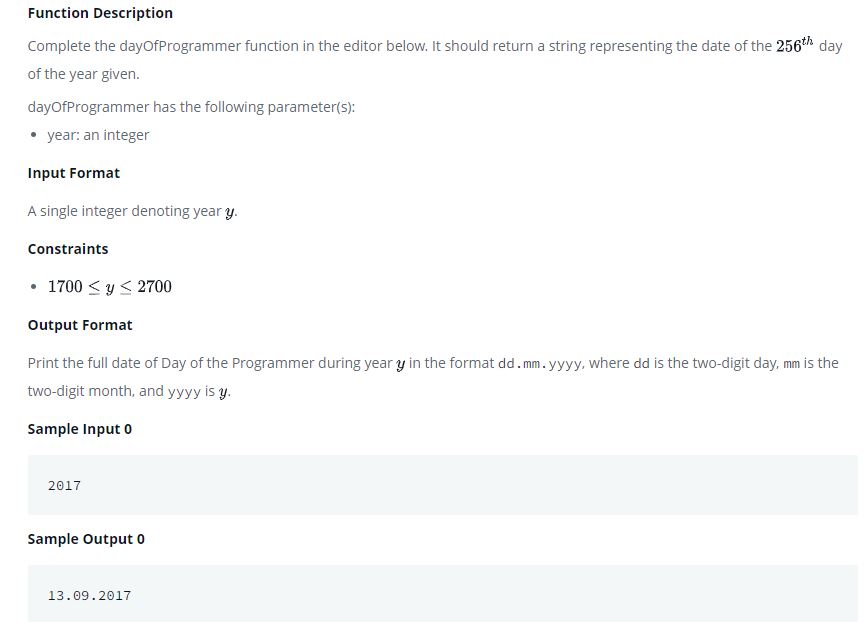 Function Description
Complete the dayOfProgrammer function in the editor below. It should return a string representing the date of the 256th day
of the year given.
dayOfProgrammer has the following parameter(s):
• year: an integer
Input Format
A single integer denoting year y.
Constraints
• 1700 ≤ y ≤ 2700
Output Format
Print the full date of Day of the Programmer during year y in the format dd.mm.yyyy, where dd is the two-digit day, mm is the
two-digit month, and yyyy is y.
Sample Input 0
2017
Sample Output 0
13.09.2017